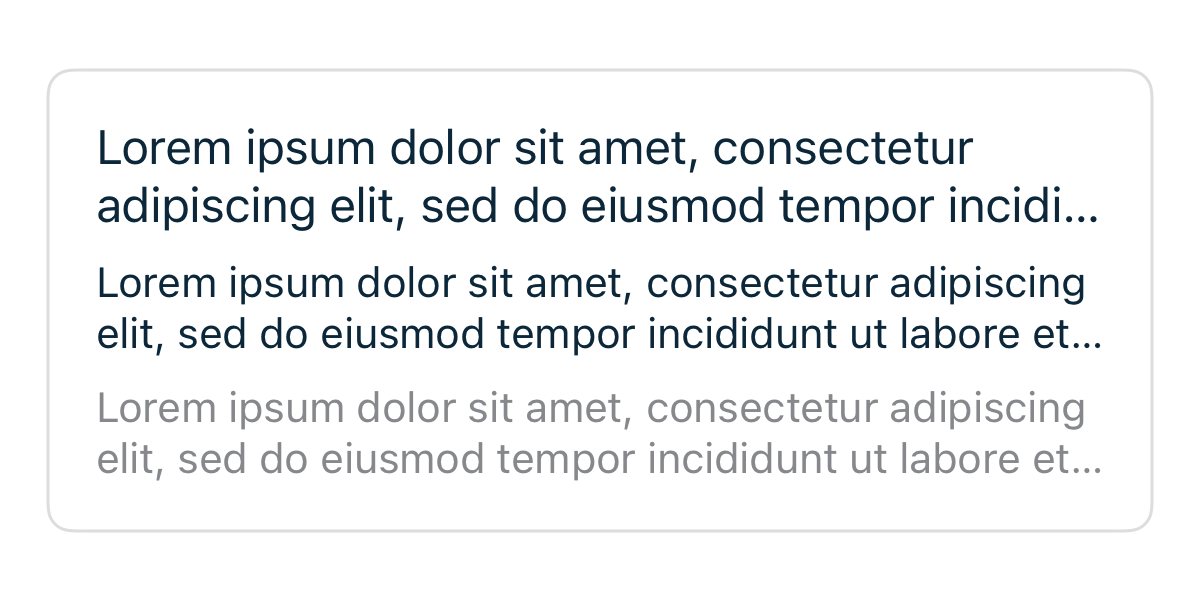 Lorem ipsum dolor sit amet, consectetur
adipiscing elit, sed do eiusmod tempor incidi...
Lorem ipsum dolor sit amet, consectetur adipiscing
elit, sed do eiusmod tempor incididunt ut labore et...
Lorem ipsum dolor sit amet, consectetur adipiscing
elit, sed do eiusmod tempor incididunt ut labore et...